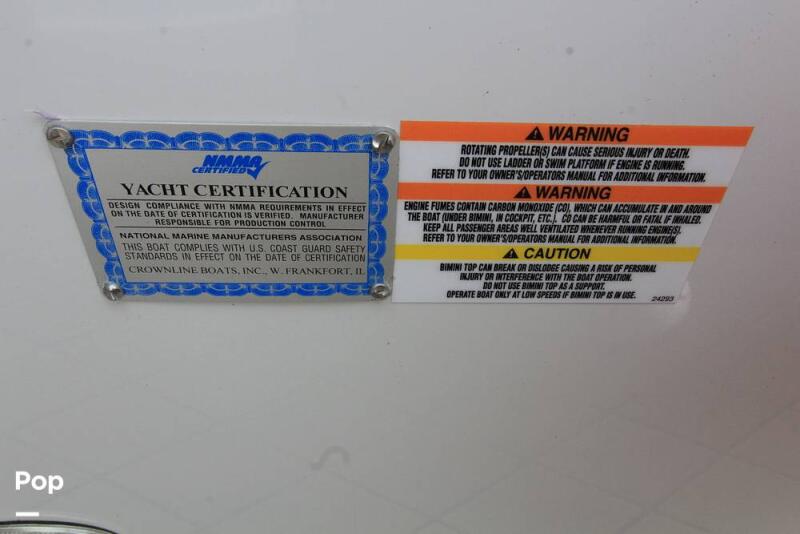 NMMA
CERTIFIED
YACHT CERTIFICATION
DESIGN COMPLIANCE WITH NMMA REQUIREMENTS IN EFFECT
ON THE DATE OF CERTIFICATION IS VERIFIED. MANUFACTURER
RESPONSIBLE FOR PRODUCTION CONTROL
NATIONAL MARINE MANUFACTURERS ASSOCIATION
THIS BOAT COMPLIES WITH U.S. COAST GUARD SAFETY
STANDARDS IN EFFECT ON THE DATE OF CERTIFICATION
CROWNLINE BOATS, INC., W. FRANKFORT, IL
WARNING
ROTATING PROPELLER(S) CAN CAUSE SERIOUS INJURY OR DEATH.
DO NOT USE LADDER OR SWIM PLATFORM IF ENGINE IS RUNNING.
REFER TO YOUR OWNER'S/OPERATORS MANUAL FOR ADDITIONAL INFORMATION.
WARNING
ENGINE FUMES CONTAIN CARBON MONOXIDE (CO), WHICH CAN ACCUMULATE IN AND AROUND
THE BOAT (UNDER BIMINI, IN COCKPIT, ETC.). CO CAN BE HARMFUL OR FATAL IF INHALED.
KEEP ALL PASSENGER AREAS WELL VENTILATED WHENEVER RUNNING ENGINE(S).
REFER TO YOUR OWNER'S/OPERATORS MANUAL FOR ADDITIONAL INFORMATION.
CAUTION
BIMINI TOP CAN BREAK OR DISLODGE CAUSING A RISK OF PERSONAL
INJURY OR INTERFERENCE WITH THE BOAT OPERATION.
DO NOT USE BIMINI TOP AS A SUPPORT.
OPERATE BOAT ONLY AT LOW SPEEDS IF BIMINI TOP IS IN USE.
24293
Pop